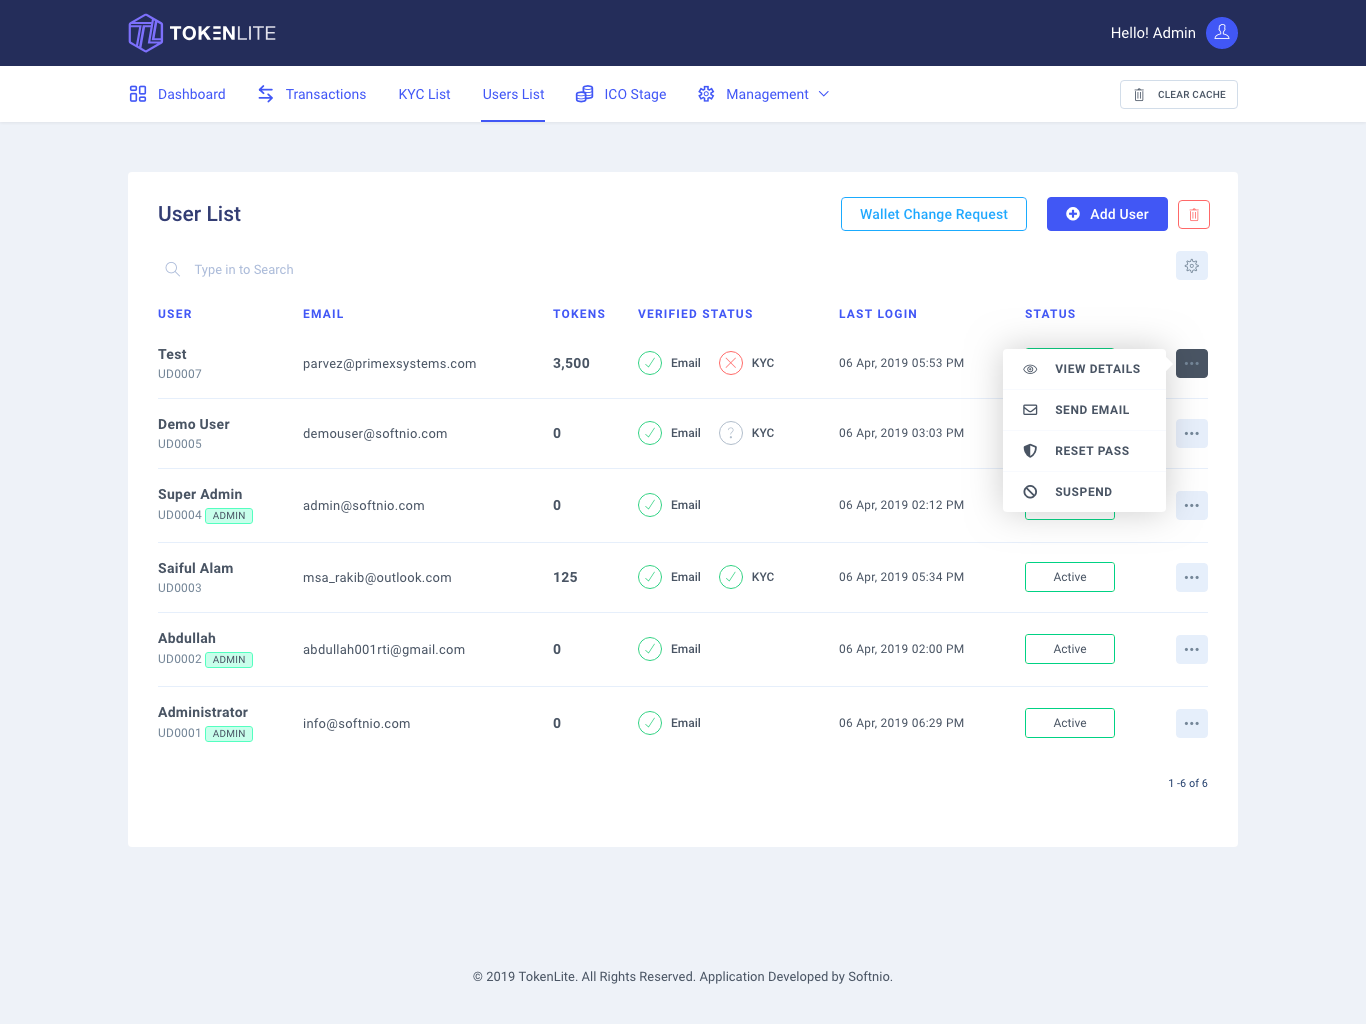 TOKENLITE
Hello! Admin
Dashboard
Transactions
KYC List
Users List
ICO Stage
Management
CLEAR CACHE
User List
Wallet Change Request
Add User
Type in to Search
USER EMAIL TOKENS VERIFIED STATUS LAST LOGIN STATUS
Test
UD0007
parvez@primexsystems.com
3,500
Email
KYC
06 Apr, 2019 05:53 PM
VIEW DETAILS
SEND EMAIL
RESET PASS
SUSPEND
Demo User
UD0005
demouser@softnio.com
0
Email
? KYC
06 Apr, 2019 03:03 PM
Super Admin
UD0004 ADMIN
admin@softnio.com
0
Email
06 Apr, 2019 02:12 PM
Saiful Alam
UD0003
msa_rakib@outlook.com
125
Email
KYC
06 Apr, 2019 05:34 PM
Active
Abdullah
UD0002 ADMIN
abdullah001rti@gmail.com
0
Email
06 Apr, 2019 02:00 PM
Active
Administrator
UD0001 ADMIN
info@softnio.com
0
Email
06 Apr, 2019 06:29 PM
Active
1 -6 of 6
© 2019 TokenLite. All Rights Reserved. Application Developed by Softnio.